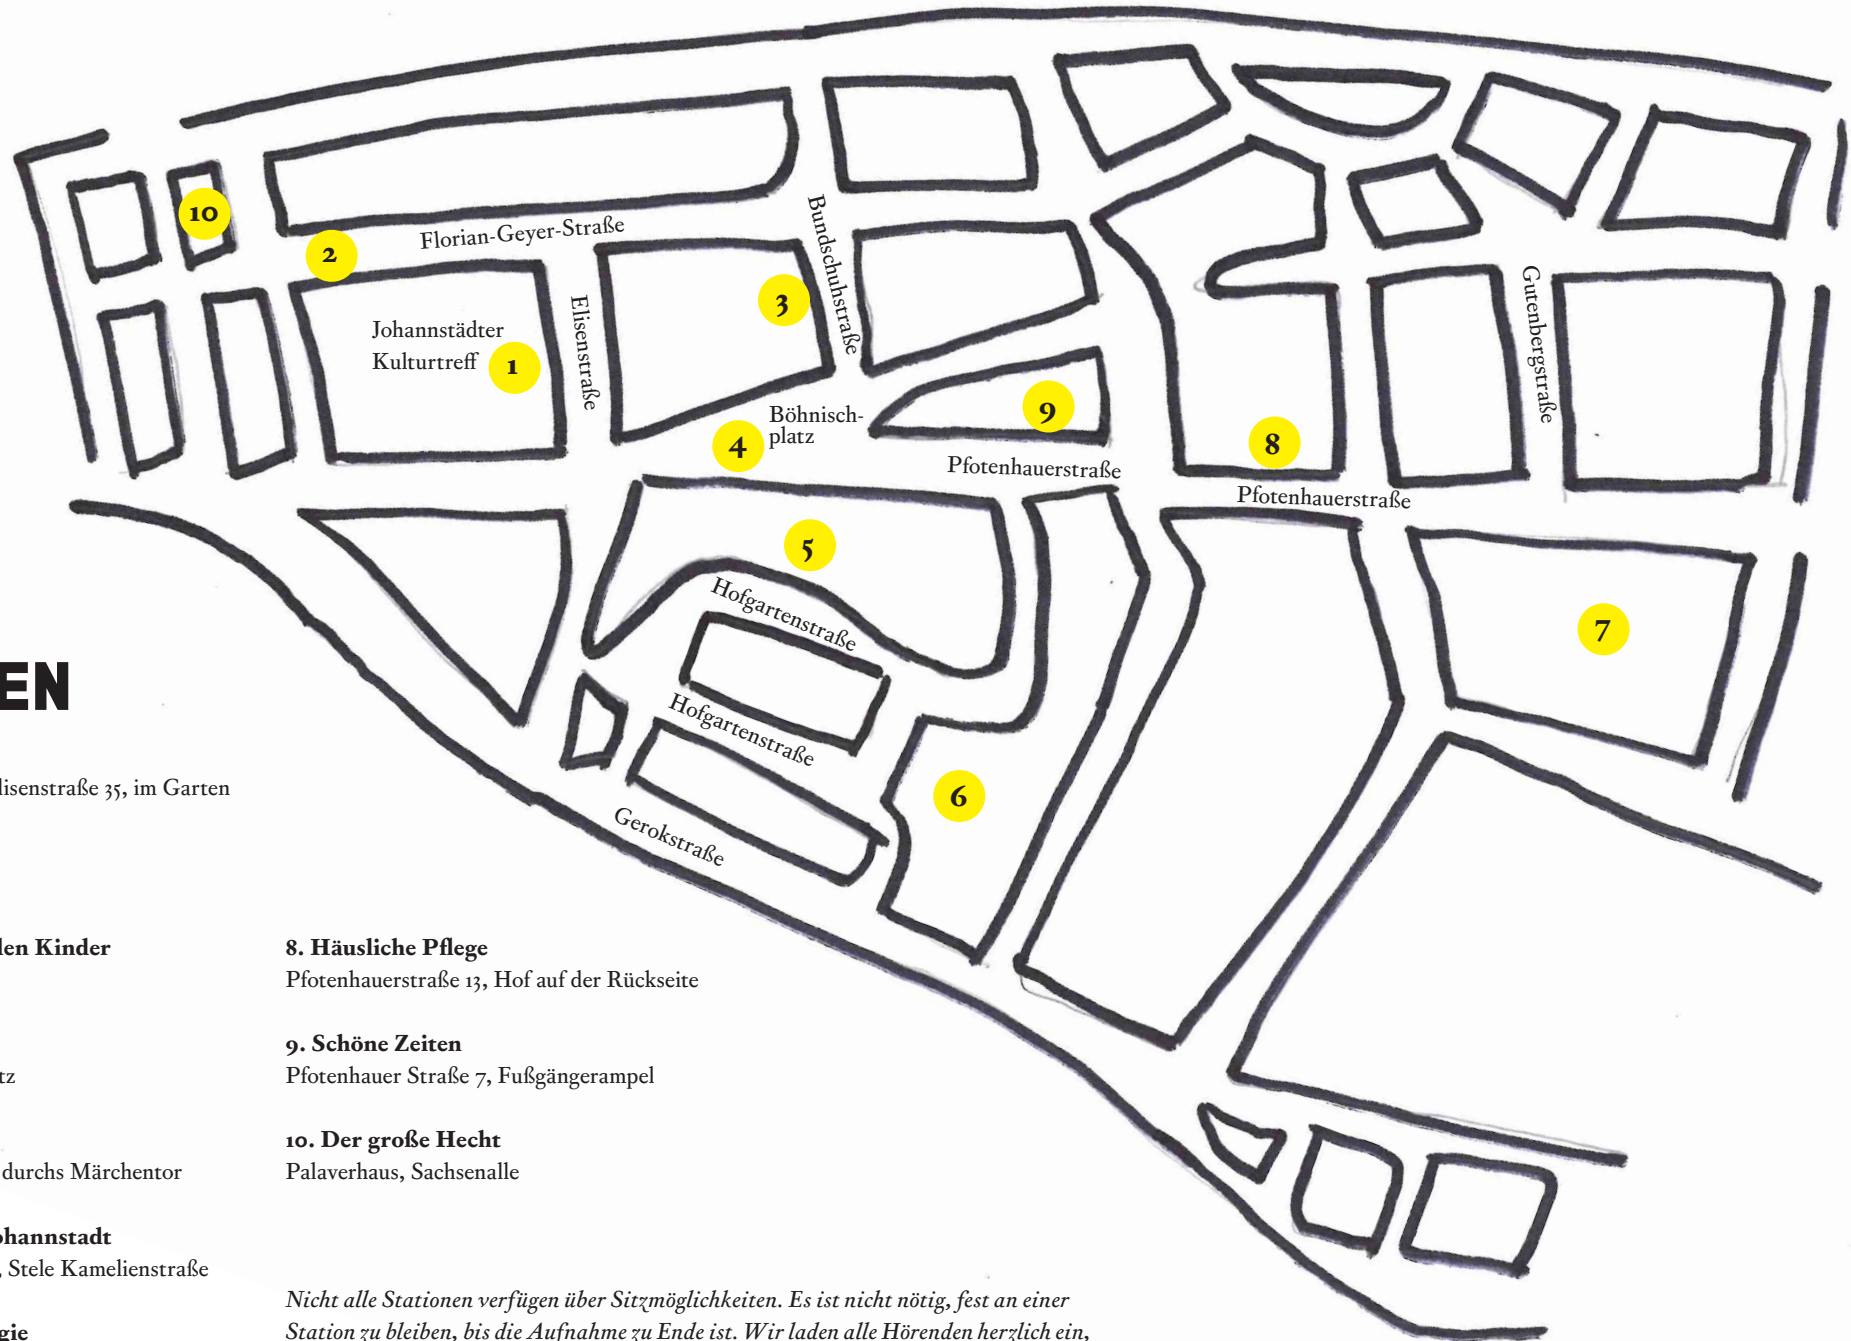 10
2
Florian-Geyer-Straße
Bundschuhstraße
3
Elisenstraße
Johannstädter
Kulturtreff
1
Gutenbergstraße
Böhnisch-
platz
4
9
8
Pfotenhauerstraße
Pfotenhauerstraße
5
Hofgartenstraße
7
Hofgartenstraße
6
Gerokstraße
EN
lisenstraße 35, im Garten
len Kinder
tz
durchs Märchentor
ohannstadt
, Stele Kamelienstraße
gie
8. Häusliche Pflege
Pfotenhauerstraße 13, Hof auf der Rückseite
9. Schöne Zeiten
Pfotenhauer Straße 7, Fußgängerampel
10. Der große Hecht
Palaverhaus, Sachsenalle
Nicht alle Stationen verfügen über Sitzmöglichkeiten. Es ist nicht nötig, fest an einer
Station zu bleiben, bis die Aufnahme zu Ende ist. Wir laden alle Hörenden herzlich ein,